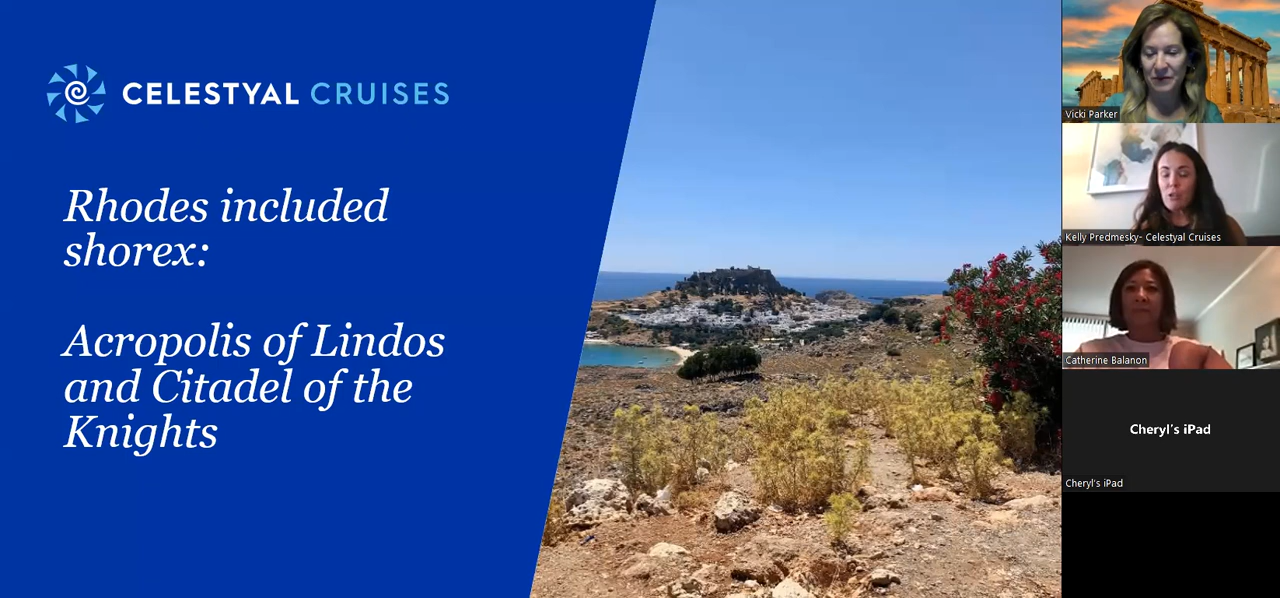 CELESTYAL CRUISES
Rhodes included
shorex:
Acropolis of Lindos
and Citadel of the
Knights
Vicki Parker
Kelly Predmesky- Celestyal Cruises
Catherine Balanon
Cheryl's iPad
Cheryl's iPad